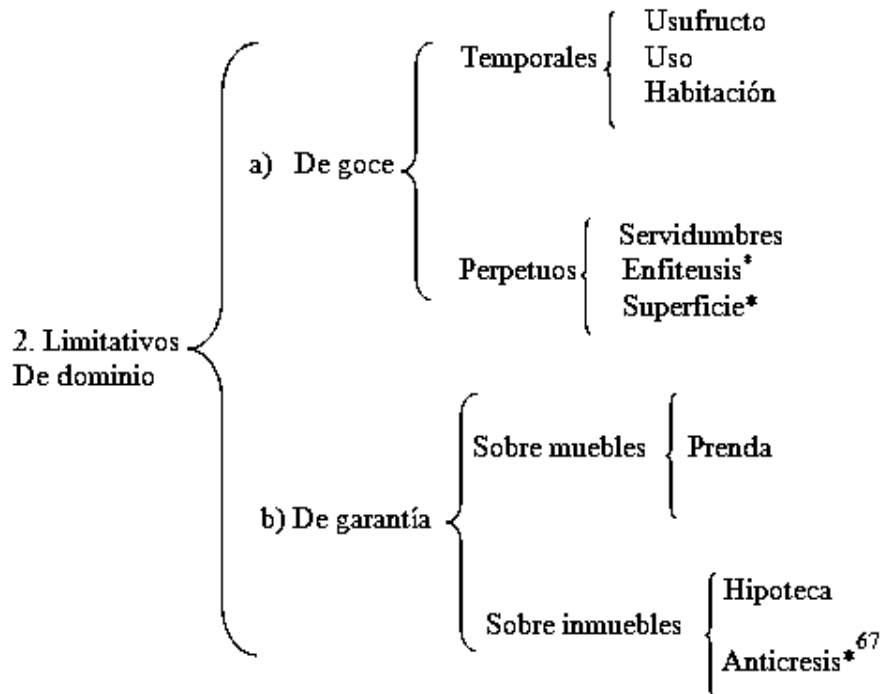 Usufructo
Temporales
Uso
Habitación
a) De goce
Servidumbres
Perpetuos
Enfiteusis*
Superficie*
2. Limitativos
De dominio
Sobre muebles
Prenda
b) De garantía
Hipoteca
Sobre inmuebles
Anticresis*67